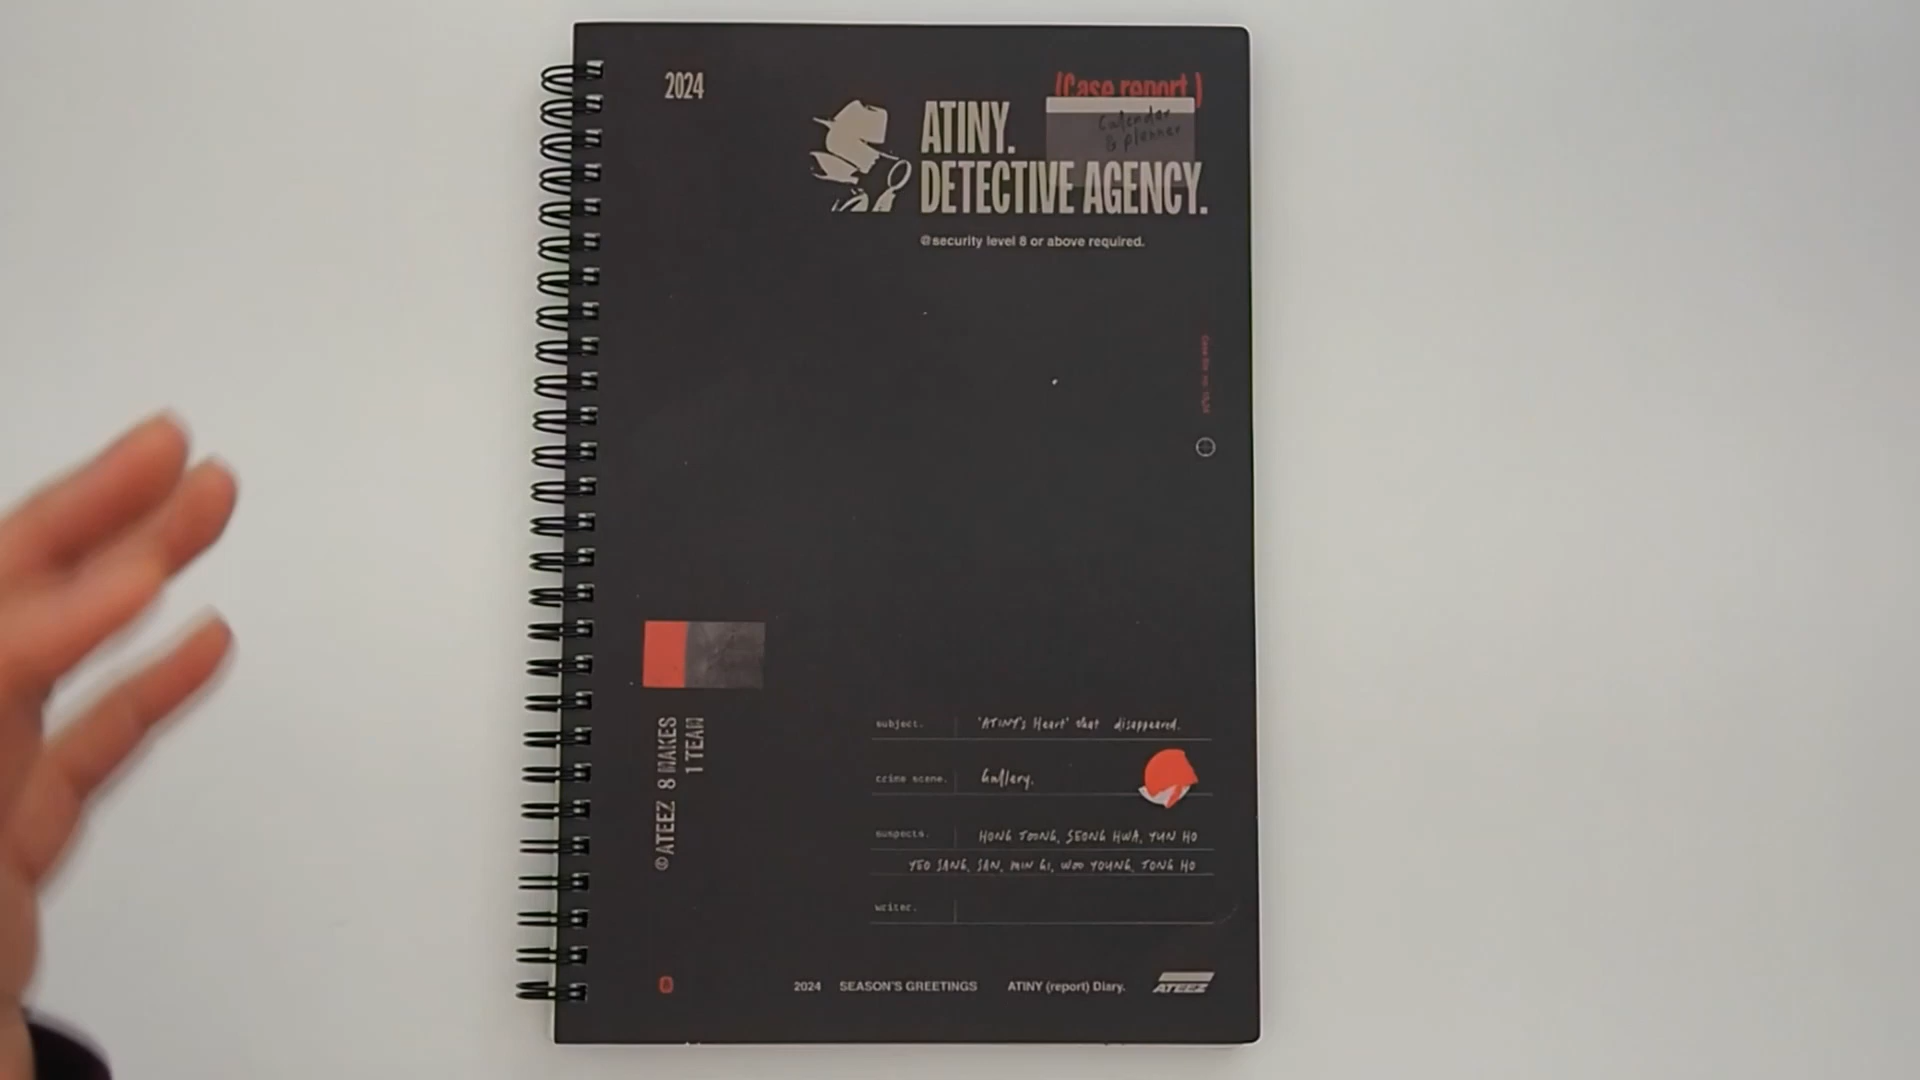 2024
(Case report)
Calendar
& planner
ATINY.
DETECTIVE AGENCY.
@security level 8 or above required.
@ATEEZ 8 MAKES
1 TEAM
subject. 'ATINY's Heart' that disappeared.
crime scene. Gallery.
suspects. HONG JOONG, SEONG HWA, YUN HO
YEO SANG, SAN, MIN GI, WOO YOUNG, JONG HO
writer.
2024 SEASON'S GREETINGS ATINY (report) Diary. ATEEZ